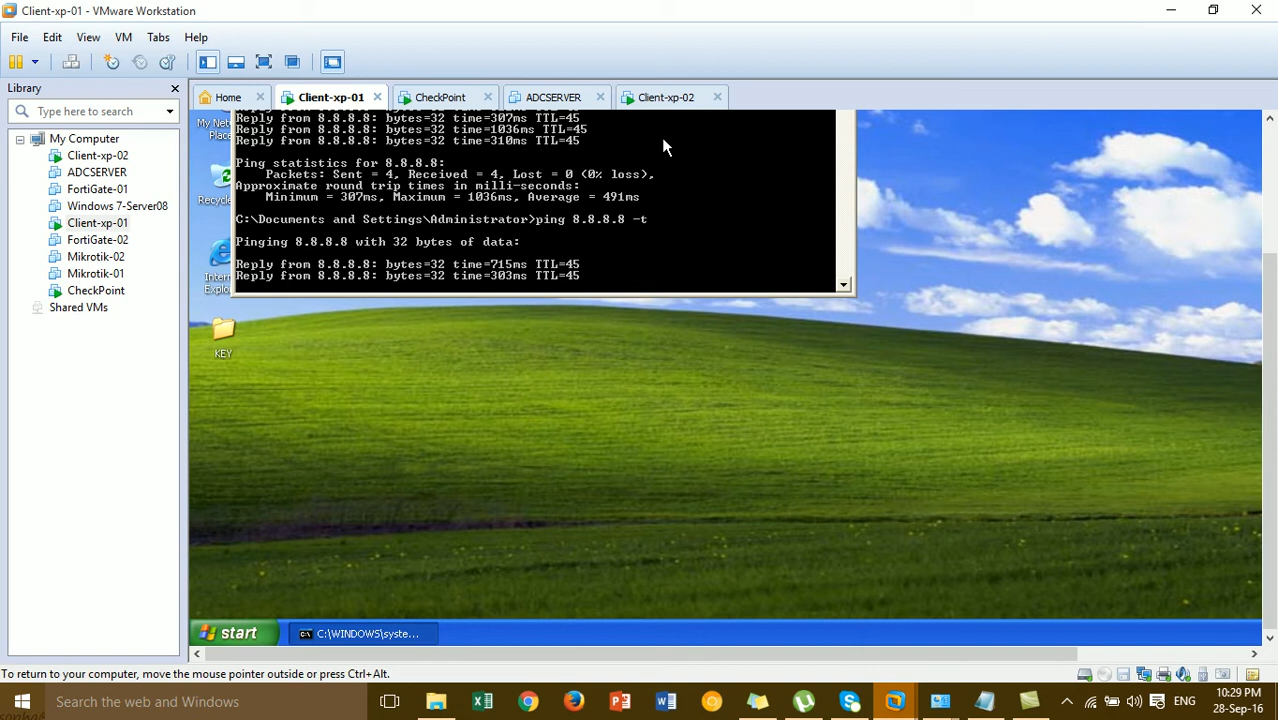 Client-xp-01 - VMware Workstation
File Edit View VM Tabs Help
Library
Type here to search
My Computer
Client-xp-02
ADCSERVER
FortiGate-01
Windows 7-Server08
Client-xp-01
FortiGate-02
Mikrotik-02
Mikrotik-01
CheckPoint
Shared VMs
Home Client-xp-01 CheckPoint ADCSERVER Client-xp-02
My Net
Place
Recycle
Intern
Explor
KEY
Reply from 8.8.8.8: bytes=32 time=307ms TTL=45
Reply from 8.8.8.8: bytes=32 time=1036ms TTL=45
Reply from 8.8.8.8: bytes=32 time=310ms TTL=45
Ping statistics for 8.8.8.8:
Packets: Sent = 4, Received = 4, Lost = 0 (0% loss),
Approximate round trip times in milli-seconds:
Minimum = 307ms, Maximum = 1036ms, Average = 491ms
C:\Documents and Settings\Administrator>ping 8.8.8.8 -t
Pinging 8.8.8.8 with 32 bytes of data:
Reply from 8.8.8.8: bytes=32 time=715ms TTL=45
Reply from 8.8.8.8: bytes=32 time=303ms TTL=45
start C:\WINDOWS\syste...
To return to your computer, move the mouse pointer outside or press Ctrl+Alt.
Search the web and Windows
ENG
10:29 PM
28-Sep-16